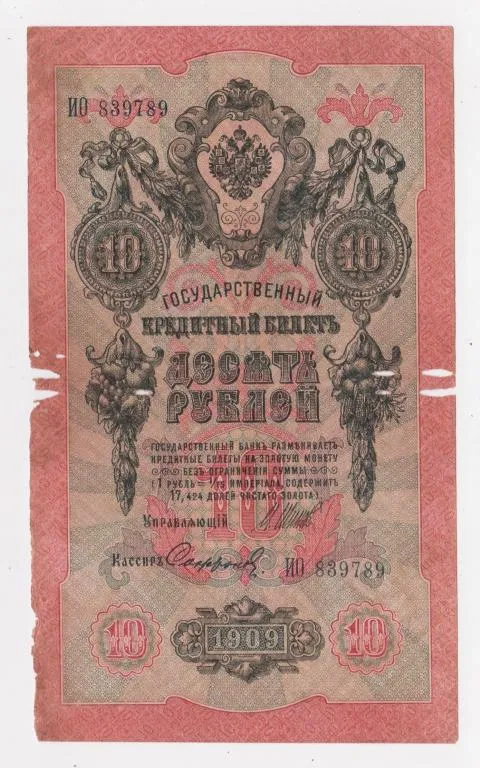 ИО 839789
10 10
ГОСУДАРСТВЕННЫЙ
КРЕДИТНЫЙ БИЛЕТЪ
ДЕСЯТЬ
РУБЛЕЙ
ГОСУДАРСТВЕННЫЙ БАНКЪ РАЗМѢНИВАЕТЪ
КРЕДИТНЫЕ БИЛЕТЫ НА ЗОЛОТУЮ МОНЕТУ
БЕЗЪ ОГРАНИЧЕНІЯ СУММЫ
(1 РУБЛЬ = 1/15 ИМПЕРІАЛА, СОДЕРЖИТЪ
17,424 ДОЛЕЙ ЧИСТАГО ЗОЛОТА)
10
Управляющій
Кассиръ
ИО 839789
10 1909 10